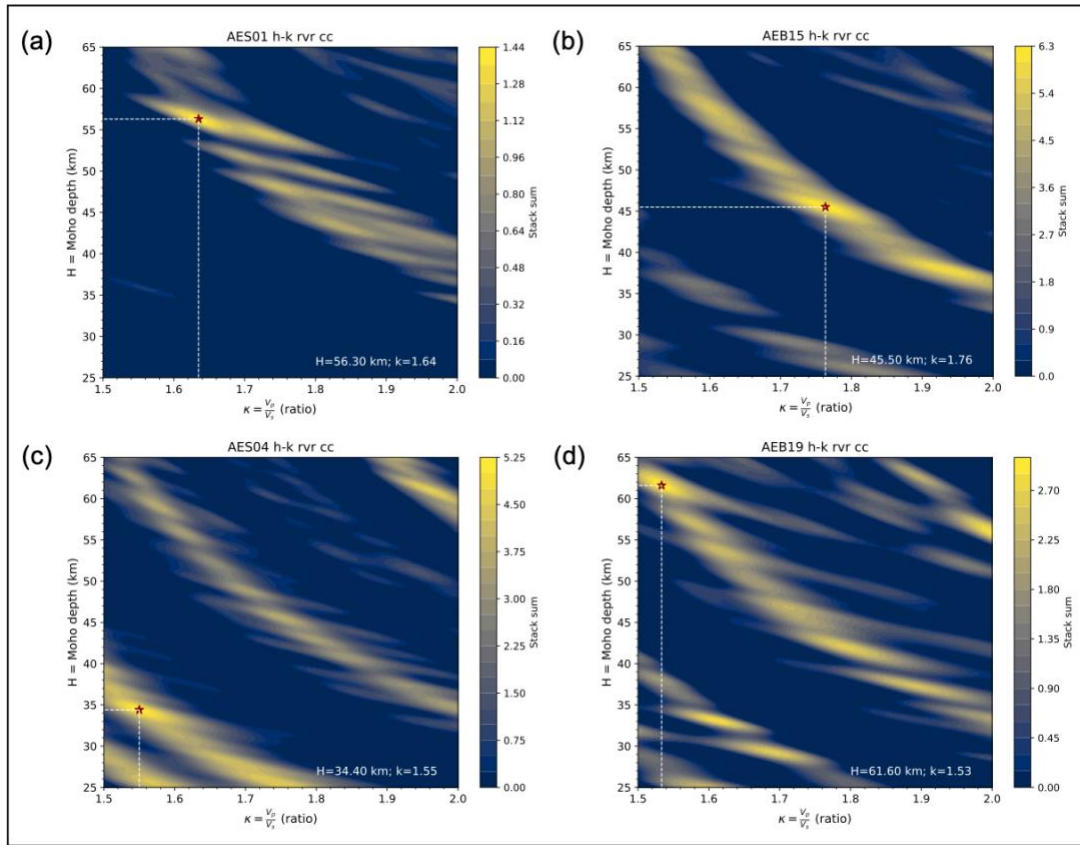 (a)
AES01 h-k rvr cc
65
60
55
50
45
40
35
30
25
H = Moho depth (km)
H=56.30 km; k=1.64
1.5 1.6 1.7 1.8 1.9 2.0
κ = Vp/Vs (ratio)
1.44
1.28
1.12
0.96
0.80
0.64
0.48
0.32
0.16
0.00
Stack sum
(b)
AEB15 h-k rvr cc
65
60
55
50
45
40
35
30
25
H = Moho depth (km)
H=45.50 km; k=1.76
1.5 1.6 1.7 1.8 1.9 2.0
κ = Vp/Vs (ratio)
6.3
5.4
4.5
3.6
2.7
1.8
0.9
0.0
Stack sum
(c)
AES04 h-k rvr cc
65
60
55
50
45
40
35
30
25
H = Moho depth (km)
H=34.40 km; k=1.55
1.5 1.6 1.7 1.8 1.9 2.0
κ = Vp/Vs (ratio)
5.25
4.50
3.75
3.00
2.25
1.50
0.75
0.00
Stack sum
(d)
AEB19 h-k rvr cc
65
60
55
50
45
40
35
30
25
H = Moho depth (km)
H=61.60 km; k=1.53
1.5 1.6 1.7 1.8 1.9 2.0
κ = Vp/Vs (ratio)
2.70
2.25
1.80
1.35
0.90
0.45
0.00
Stack sum